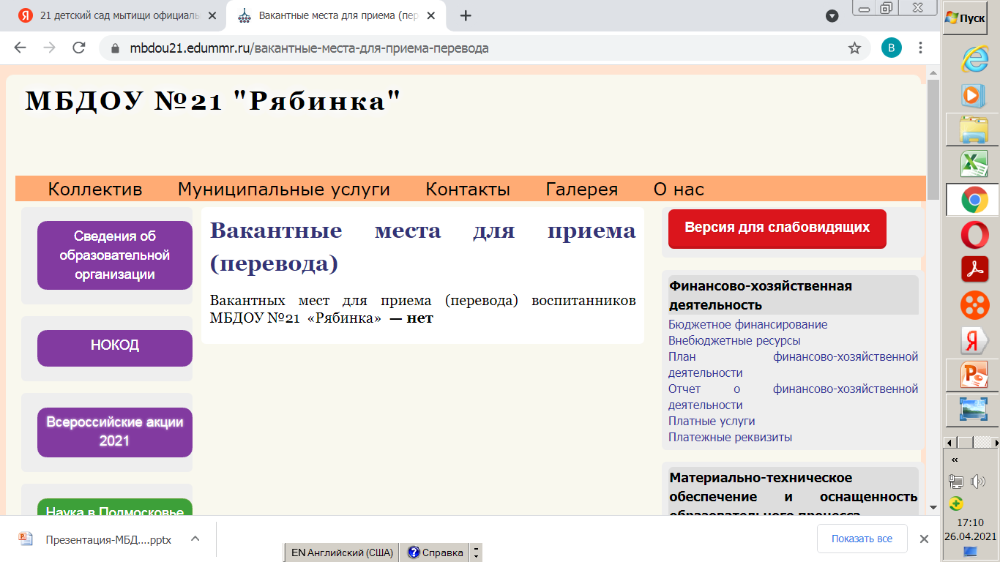 21 детский сад мытищи официаль
Вакантные места для приема (пер
Пуск
mbdou21.edummr.ru/вакантные-места-для-приема-перевода
B
МБДОУ №21 "Рябинка"
Коллектив Муниципальные услуги Контакты Галерея О нас
Сведения об
образовательной
организации
НОКОД
Всероссийские акции
2021
Наука в Подмосковье
Вакантные места для приема
(перевода)
Вакантных мест для приема (перевода) воспитанников
МБДОУ №21 «Рябинка» — нет
Версия для слабовидящих
Финансово-хозяйственная
деятельность
Бюджетное финансирование
Внебюджетные ресурсы
План финансово-хозяйственной
деятельности
Отчет о финансово-хозяйственной
деятельности
Платные услуги
Платежные реквизиты
Материально-техническое
обеспечение и оснащенность
образовательного процесса
Презентация-МБД....pptx
Показать все
EN Английский (США) Справка
17:10
26.04.2021